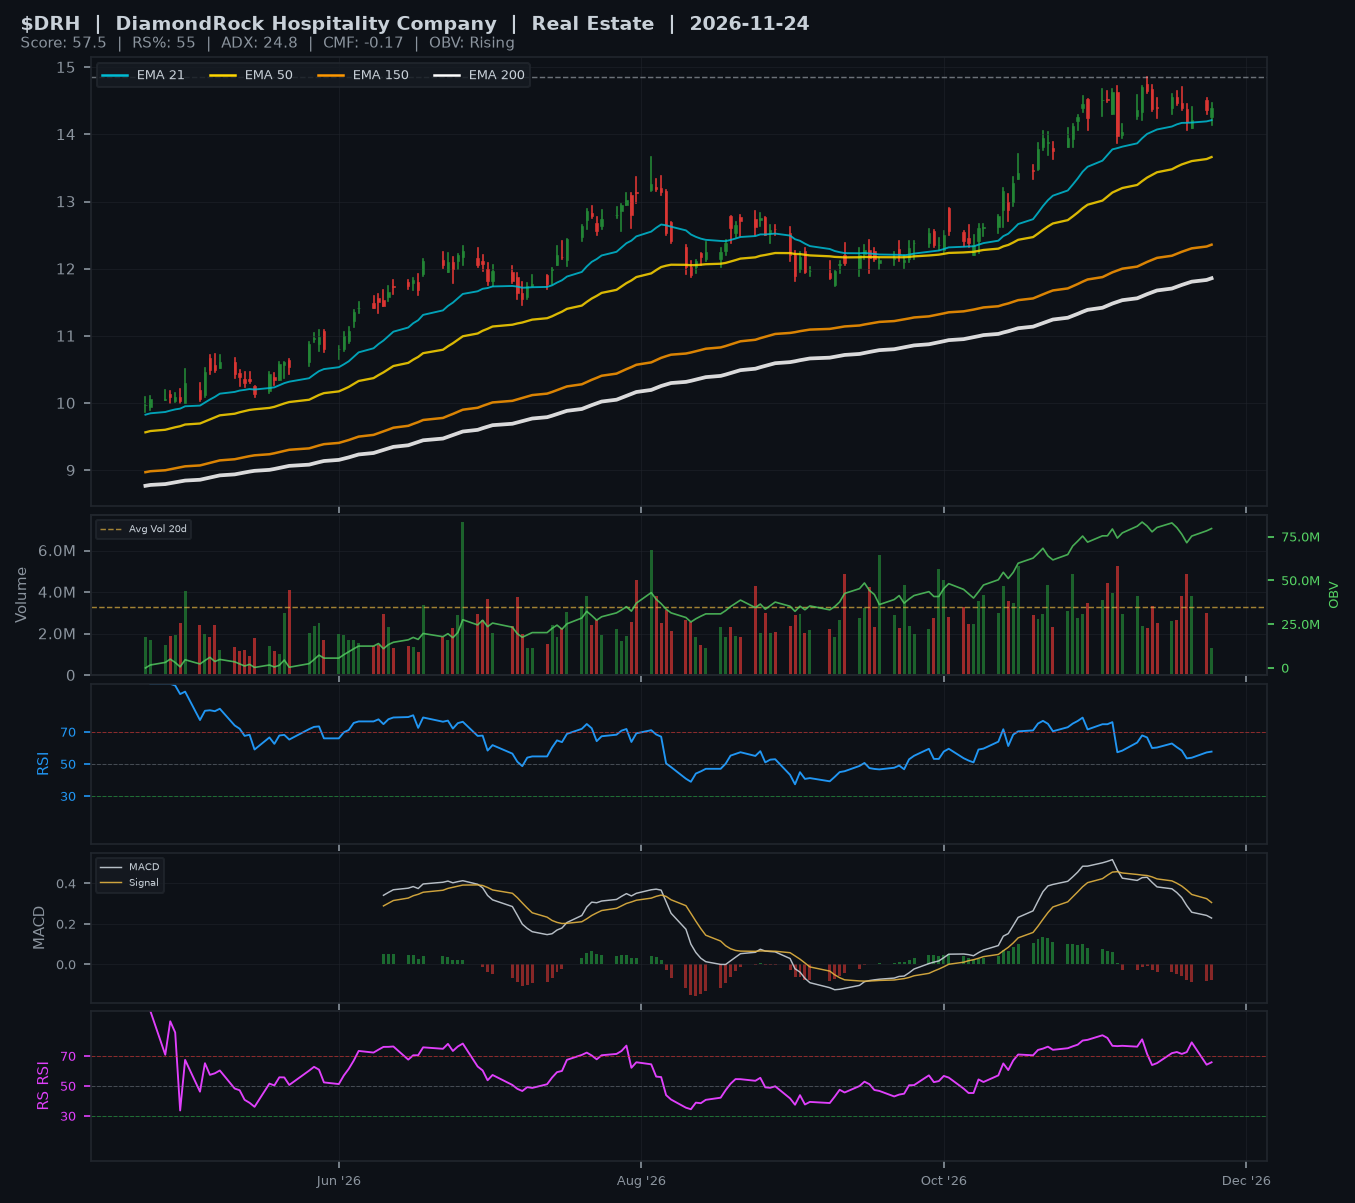 $DRH | DiamondRock Hospitality Company | Real Estate | 2026-11-24
Score: 57.5 | RS%: 55 | ADX: 24.8 | CMF: -0.17 | OBV: Rising
EMA 21 EMA 50 EMA 150 EMA 200
15
14
13
12
11
10
9
Avg Vol 20d
6.0M
4.0M
2.0M
0
Volume
75.0M
50.0M
25.0M
0
OBV
70
50
30
RSI
MACD
Signal
0.4
0.2
0.0
MACD
70
50
30
RS RSI
Jun '26 Aug '26 Oct '26 Dec '26